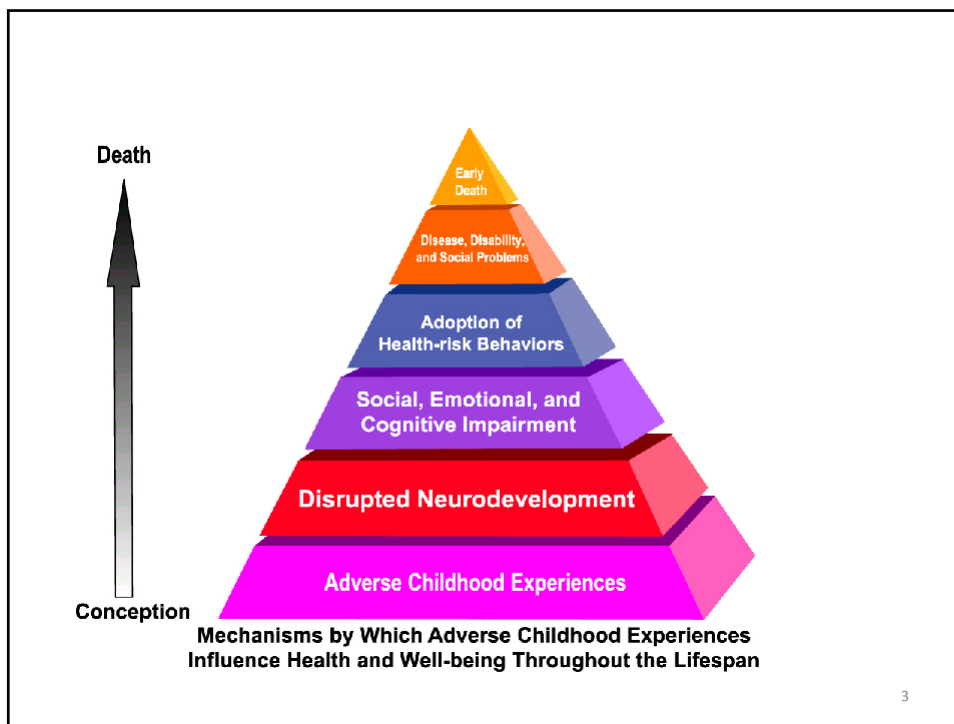 Death
Early
Death
Disease, Disability,
and Social Problems
Adoption of
Health-risk Behaviors
Social, Emotional, and
Cognitive Impairment
Disrupted Neurodevelopment
Adverse Childhood Experiences
Conception
Mechanisms by Which Adverse Childhood Experiences
Influence Health and Well-being Throughout the Lifespan
3